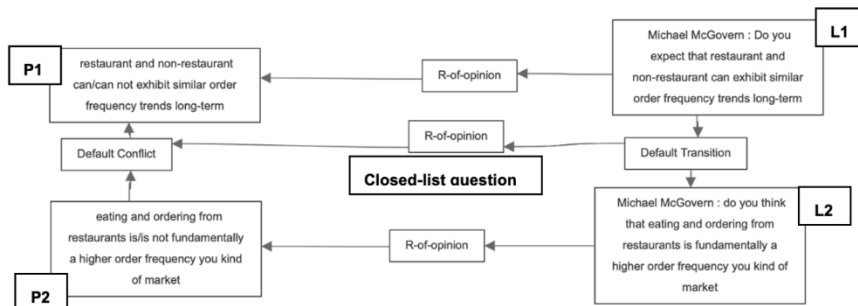 P1
restaurant and non-restaurant
can/can not exhibit similar order
frequency trends long-term
R-of-opinion
Michael McGovern : Do you
expect that restaurant and
non-restaurant can exhibit similar
order frequency trends long-term
L1
Default Conflict
R-of-opinion
Default Transition
Closed-list question
eating and ordering from
restaurants is/is not fundamentally
a higher order frequency you kind
of market
P2
R-of-opinion
Michael McGovern : do you think
that eating and ordering from
restaurants is fundamentally a
higher order frequency you kind of
market
L2